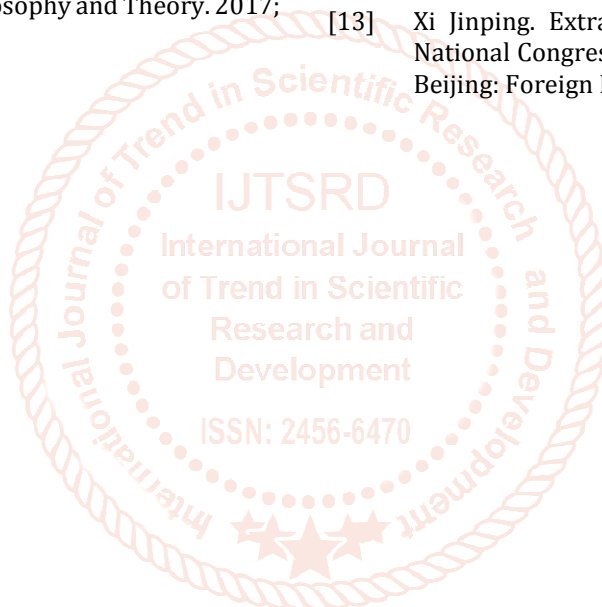 osophy and Theory. 2017;
[13] Xi Jinping. Extra
National Congres
Beijing: Foreign
International Journal of Trend in Scientific Research and Development
IJTSRD
International Journal
of Trend in Scientific
Research and
Development
ISSN: 2456-6470